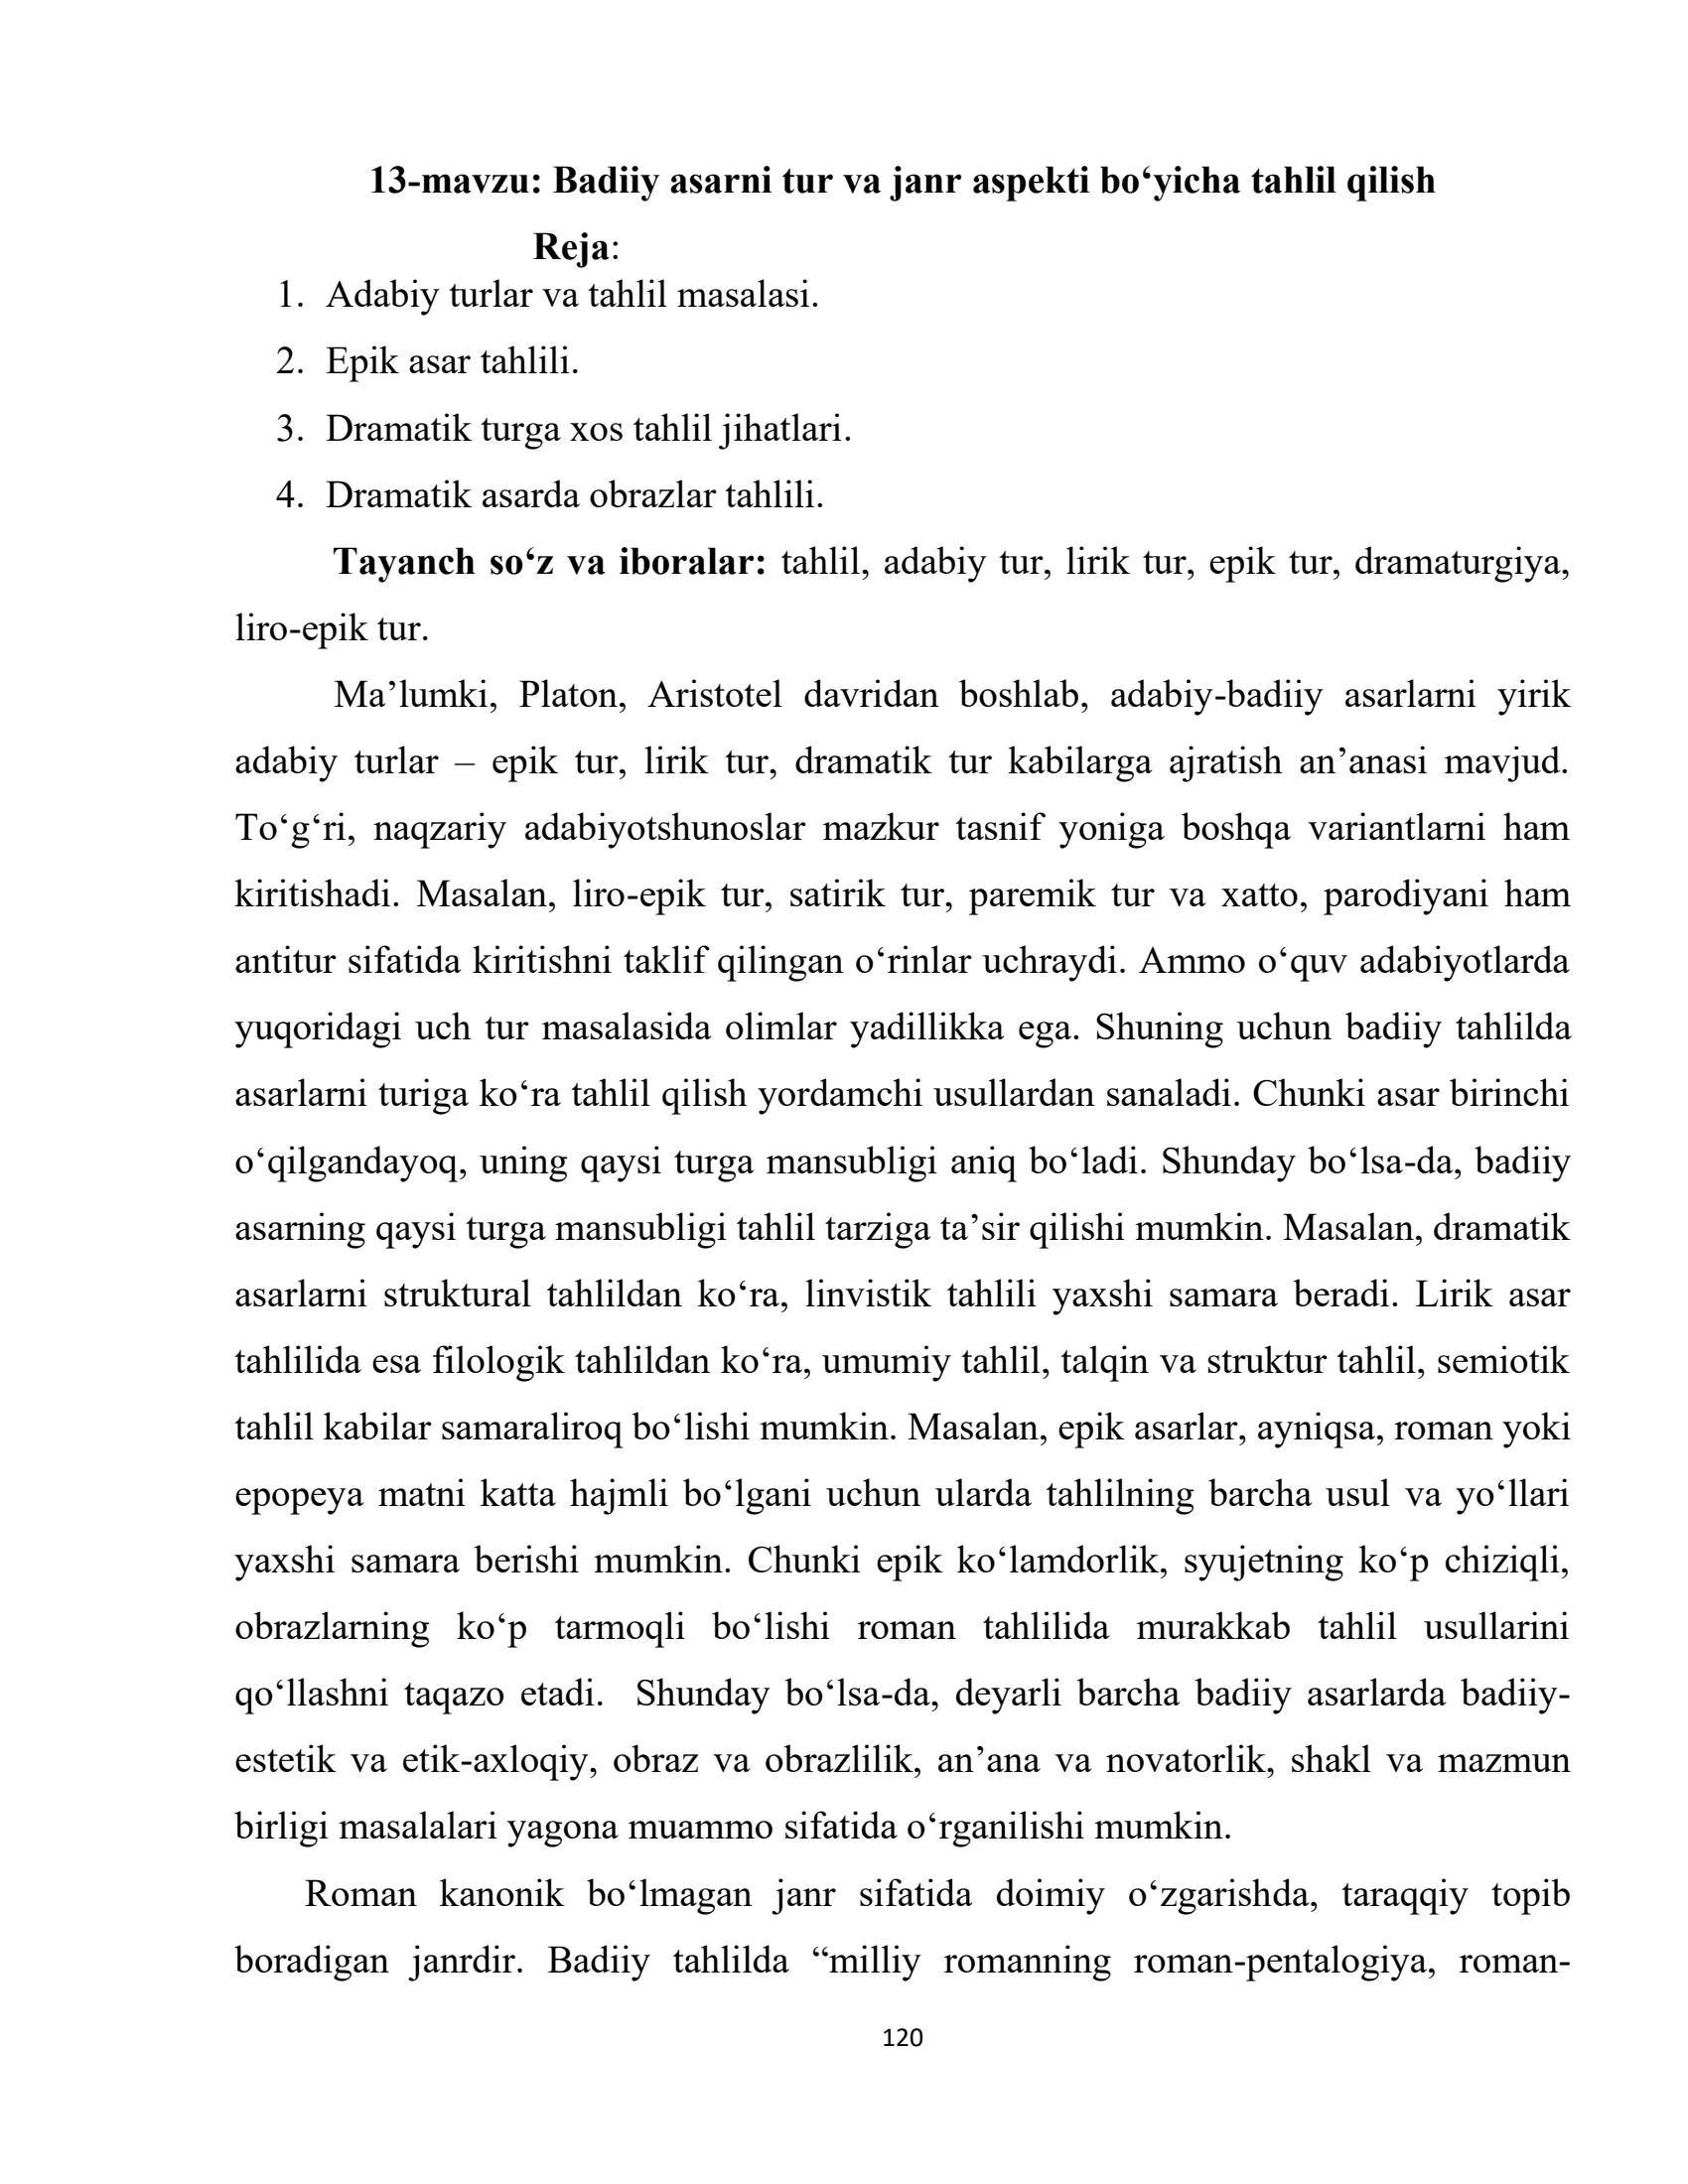 13-mavzu: Badiiy asarni tur va janr aspekti bo‘yicha tahlil qilish
Reja:
1. Adabiy turlar va tahlil masalasi.
2. Epik asar tahlili.
3. Dramatik turga xos tahlil jihatlari.
4. Dramatik asarda obrazlar tahlili.
Tayanch so‘z va iboralar: tahlil, adabiy tur, lirik tur, epik tur, dramaturgiya,
liro-epik tur.
Ma’lumki, Platon, Aristotel davridan boshlab, adabiy-badiiy asarlarni yirik
adabiy turlar – epik tur, lirik tur, dramatik tur kabilarga ajratish an’anasi mavjud.
To‘g‘ri, naqzariy adabiyotshunoslar mazkur tasnif yoniga boshqa variantlarni ham
kiritishadi. Masalan, liro-epik tur, satirik tur, paremik tur va xatto, parodiyani ham
antitur sifatida kiritishni taklif qilingan o‘rinlar uchraydi. Ammo o‘quv adabiyotlarda
yuqoridagi uch tur masalasida olimlar yadillikka ega. Shuning uchun badiiy tahlilda
asarlarni turiga ko‘ra tahlil qilish yordamchi usullardan sanaladi. Chunki asar birinchi
o‘qilgandayoq, uning qaysi turga mansubligi aniq bo‘ladi. Shunday bo‘lsa-da, badiiy
asarning qaysi turga mansubligi tahlil tarziga ta’sir qilishi mumkin. Masalan, dramatik
asarlarni struktural tahlildan ko‘ra, linvistik tahlili yaxshi samara beradi. Lirik asar
tahlilida esa filologik tahlildan ko‘ra, umumiy tahlil, talqin va struktur tahlil, semiotik
tahlil kabilar samaraliroq bo‘lishi mumkin. Masalan, epik asarlar, ayniqsa, roman yoki
epopeya matni katta hajmli bo‘lgani uchun ularda tahlilning barcha usul va yo‘llari
yaxshi samara berishi mumkin. Chunki epik ko‘lamdorlik, syujetning ko‘p chiziqli,
obrazlarning ko‘p tarmoqli bo‘lishi roman tahlilida murakkab tahlil usullarini
qo‘llashni taqazo etadi. Shunday bo‘lsa-da, deyarli barcha badiiy asarlarda badiiy-
estetik va etik-axloqiy, obraz va obrazlilik, an’ana va novatorlik, shakl va mazmun
birligi masalalari yagona muammo sifatida o‘rganilishi mumkin.
Roman kanonik bo‘lmagan janr sifatida doimiy o‘zgarishda, taraqqiy topib
boradigan janrdir. Badiiy tahlilda “milliy romanning roman-pentalogiya, roman-
120